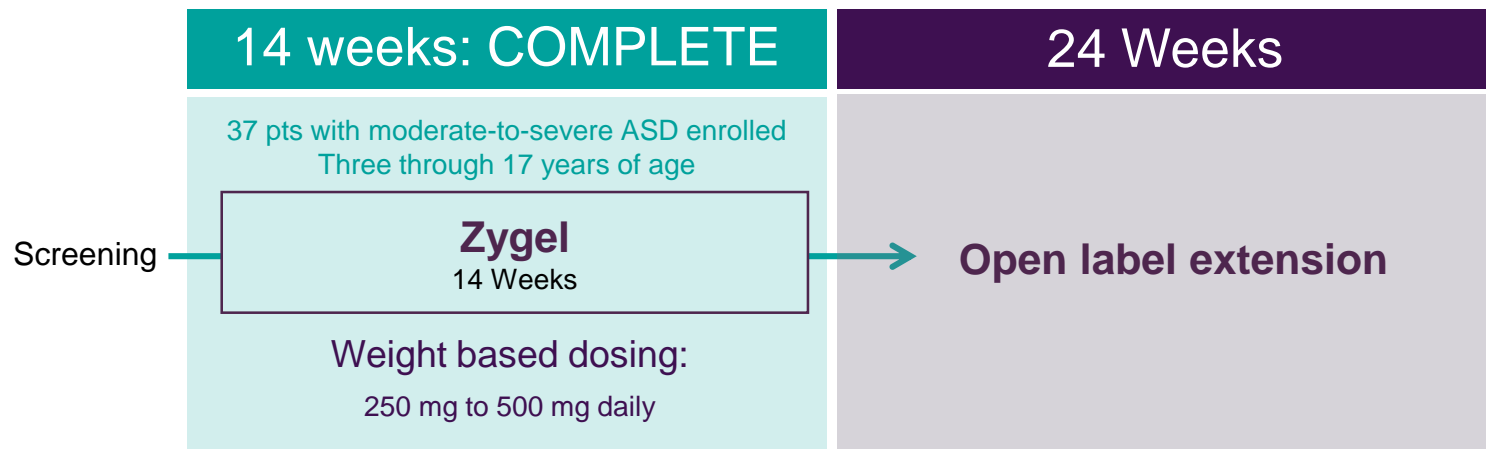 14 weeks: COMPLETE
24 Weeks
37 pts with moderate-to-severe ASD enrolled
Three through 17 years of age
Screening
Zygel
14 Weeks
Open label extension
Weight based dosing:
250 mg to 500 mg daily